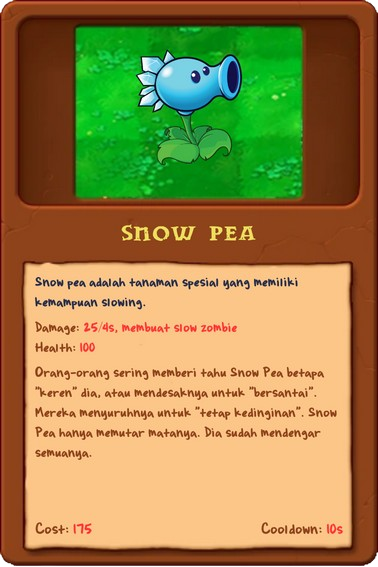 SNOW PEA
Snow pea adalah tanaman spesial yang memiliki
kemampuan slowing.
Damage: 25/4s, membuat slow zombie
Health: 100
Orang-orang sering memberi tahu Snow Pea betapa
"keren" dia, atau mendesaknya untuk "bersantai".
Mereka menyuruhnya untuk "tetap kedinginan". Snow
Pea hanya memutar matanya. Dia sudah mendengar
semuanya.
Cost: 175 Cooldown: 10s